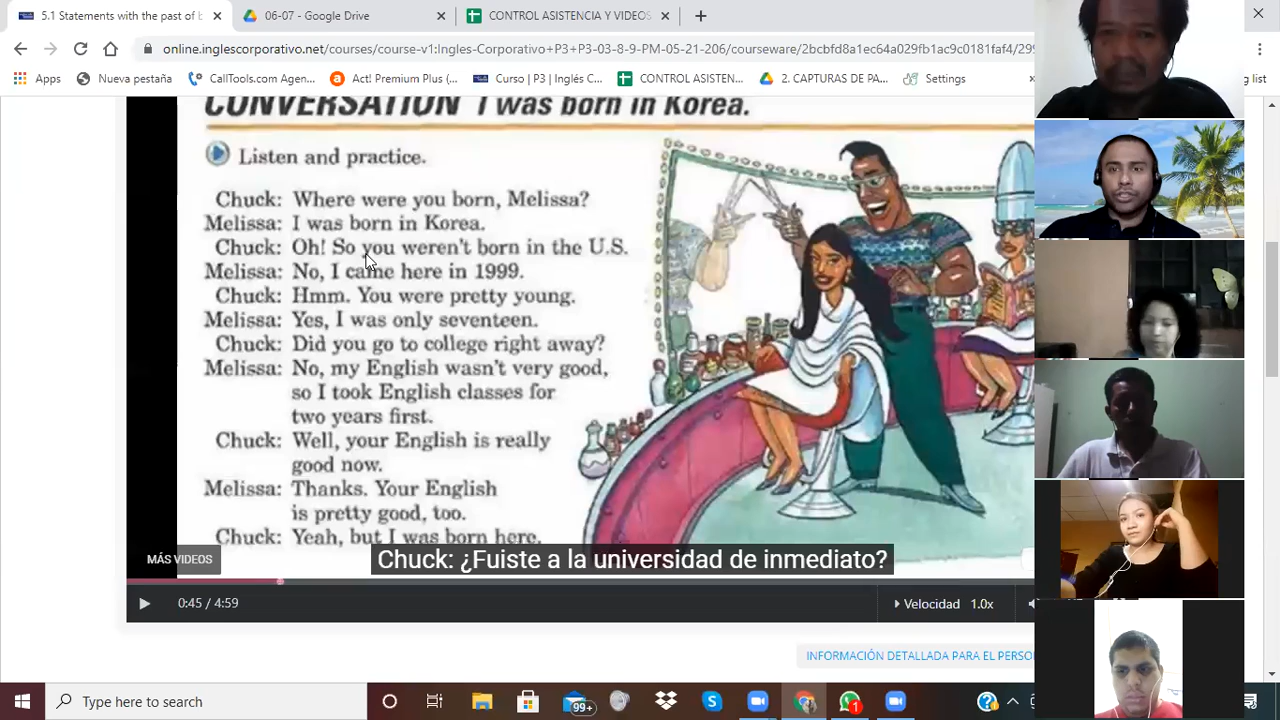 5.1 Statements with the past of b
06-07 - Google Drive
CONTROL ASISTENCIA Y VIDEOS
online.inglescorporativo.net/courses/course-v1:Ingles-Corporativo+P3+P3-03-8-9-PM-05-21-206/courseware/2bcbfd8a1ec64a029fb1ac9c0181faf4/299
Apps
Nueva pestaña
CallTools.com Agen...
Act! Premium Plus (...
Curso | P3 | Inglés C...
CONTROL ASISTEN...
2. CAPTURAS DE PA...
Settings
»
ng list
CONVERSATION I was born in Korea.
Listen and practice.
Chuck: Where were you born, Melissa?
Melissa: I was born in Korea.
Chuck: Oh! So you weren't born in the U.S.
Melissa: No, I came here in 1999.
Chuck: Hmm. You were pretty young.
Melissa: Yes, I was only seventeen.
Chuck: Did you go to college right away?
Melissa: No, my English wasn't very good,
so I took English classes for
two years first.
Chuck: Well, your English is really
good now.
Melissa: Thanks. Your English
is pretty good, too.
Chuck: Yeah, but I was born here.
MÁS VIDEOS
Chuck: ¿Fuiste a la universidad de inmediato?
0:45 / 4:59
Velocidad 1.0x
INFORMACIÓN DETALLADA PARA EL PERSO
Type here to search
99+
1